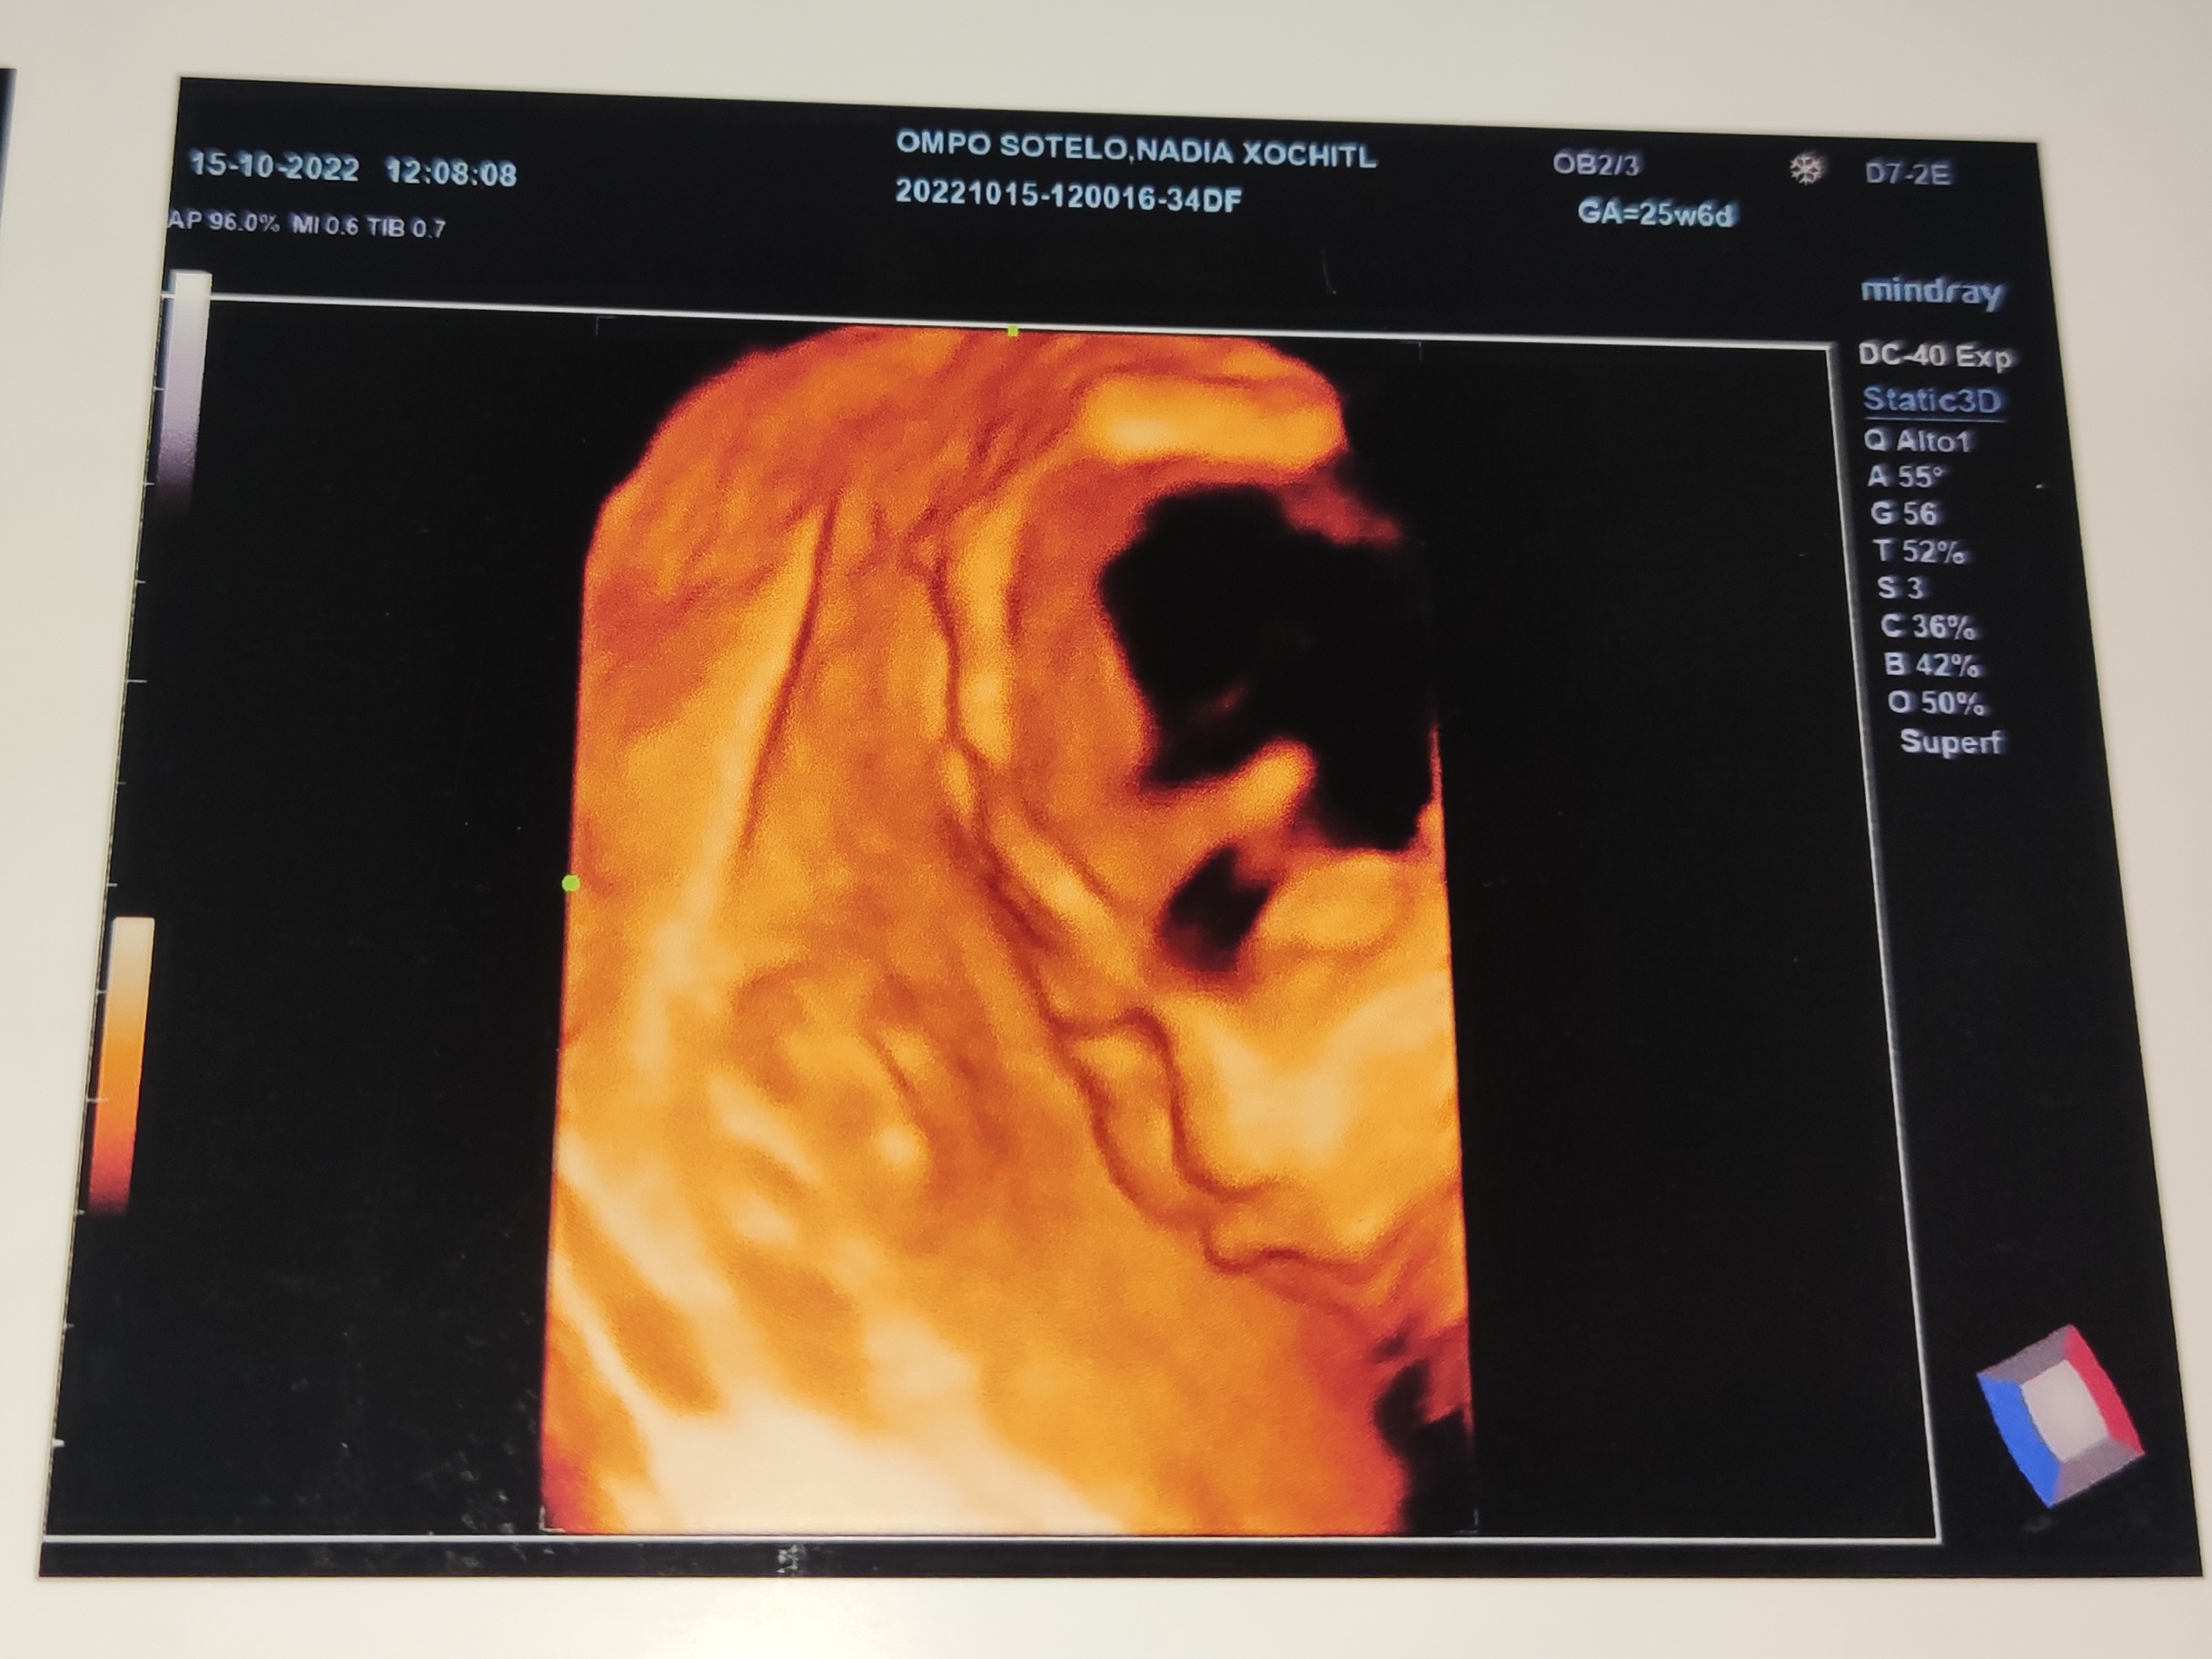 15-10-2022 12:08:08
OMPO SOTELO,NADIA XOCHITL
20221015-120016-34DF
OB2/3
D7-2E
GA=25w6d
AP 96.0% MI 0.6 TIB 0.7
mindray
DC-40 Exp
Static3D
Q Alto1
A 55°
G 56
T 52%
S 3
C 36%
B 42%
O 50%
Superf